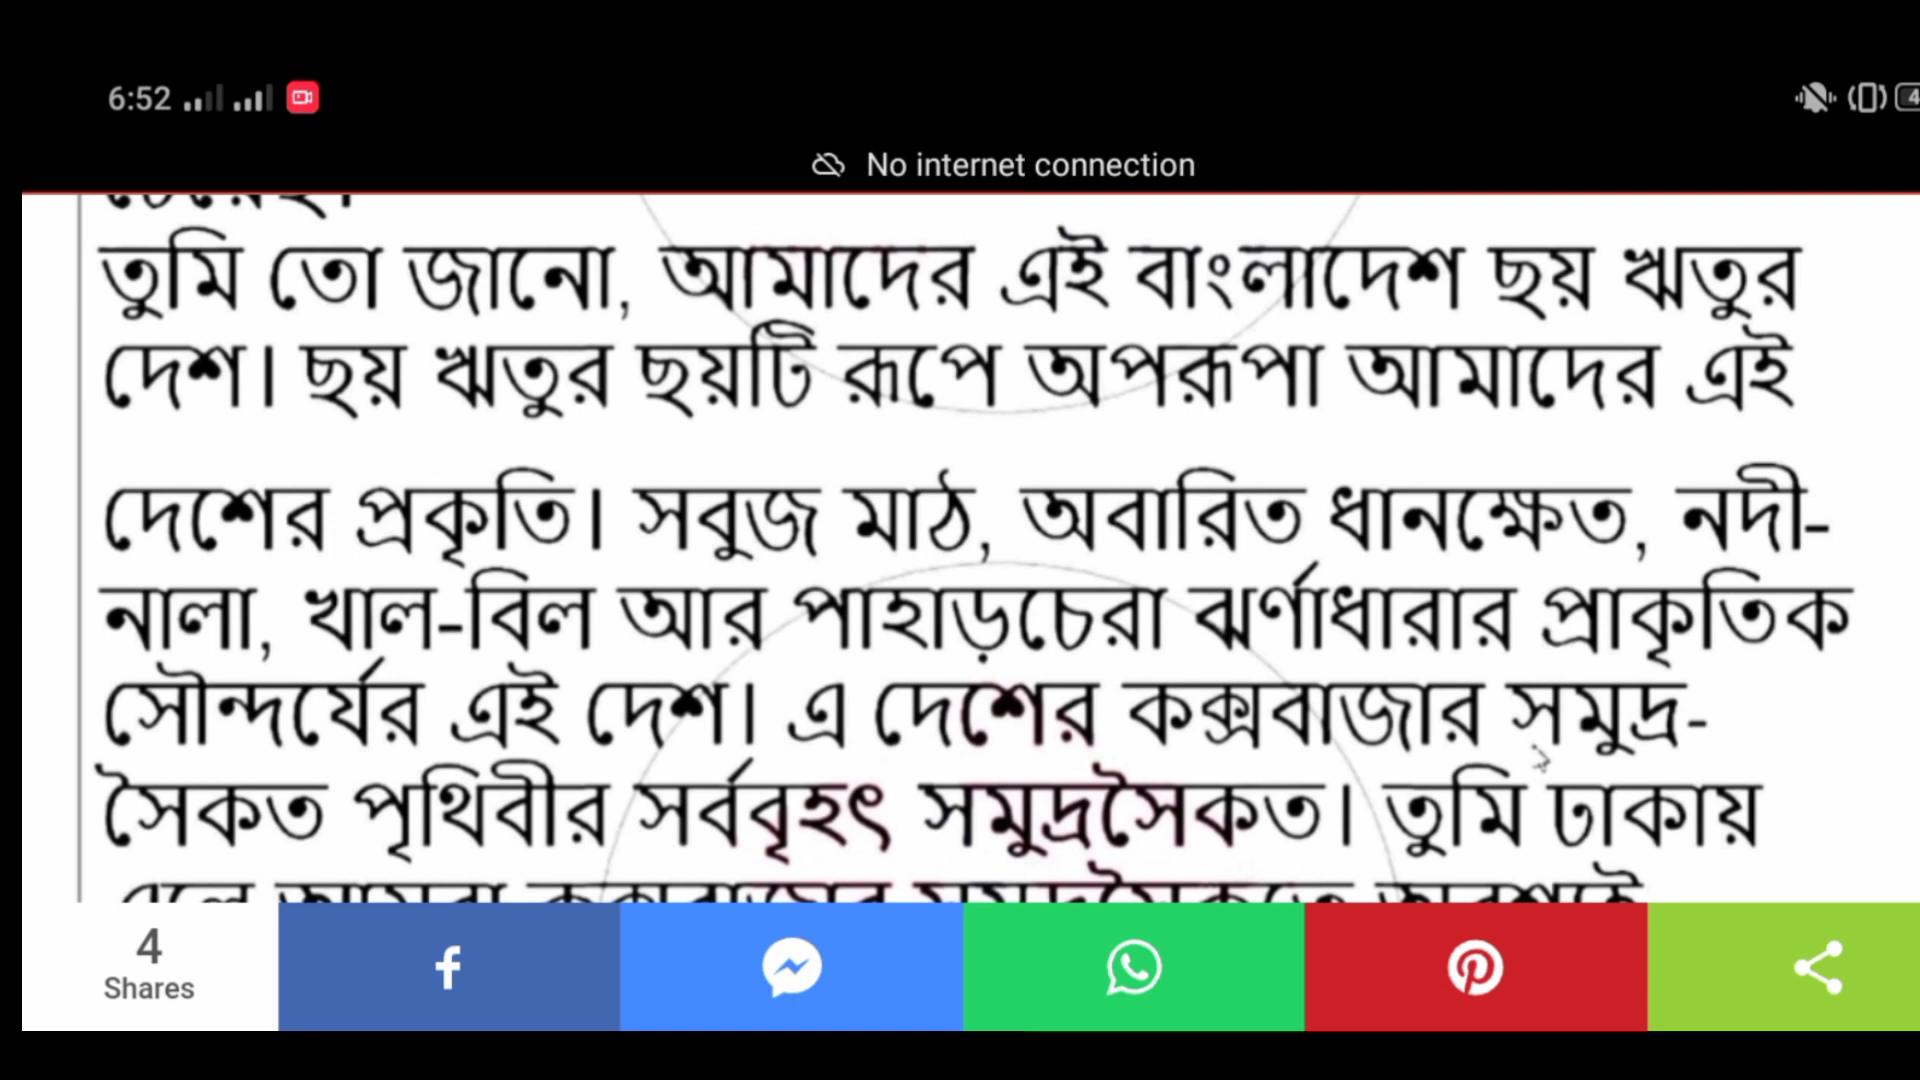 6:52
No internet connection
তুমি তো জানো, আমাদের এই বাংলাদেশ ছয় ঋতুর
দেশ। ছয় ঋতুর ছয়টি রূপে অপরূপা আমাদের এই
দেশের প্রকৃতি। সবুজ মাঠ, অবারিত ধানক্ষেত, নদী-
নালা, খাল-বিল আর পাহাড়চেরা ঝর্ণাধারার প্রাকৃতিক
সৌন্দর্যের এই দেশ। এ দেশের কক্সবাজার সমুদ্র-
সৈকত পৃথিবীর সর্ববৃহৎ সমুদ্রসৈকত। তুমি ঢাকায়
4
Shares